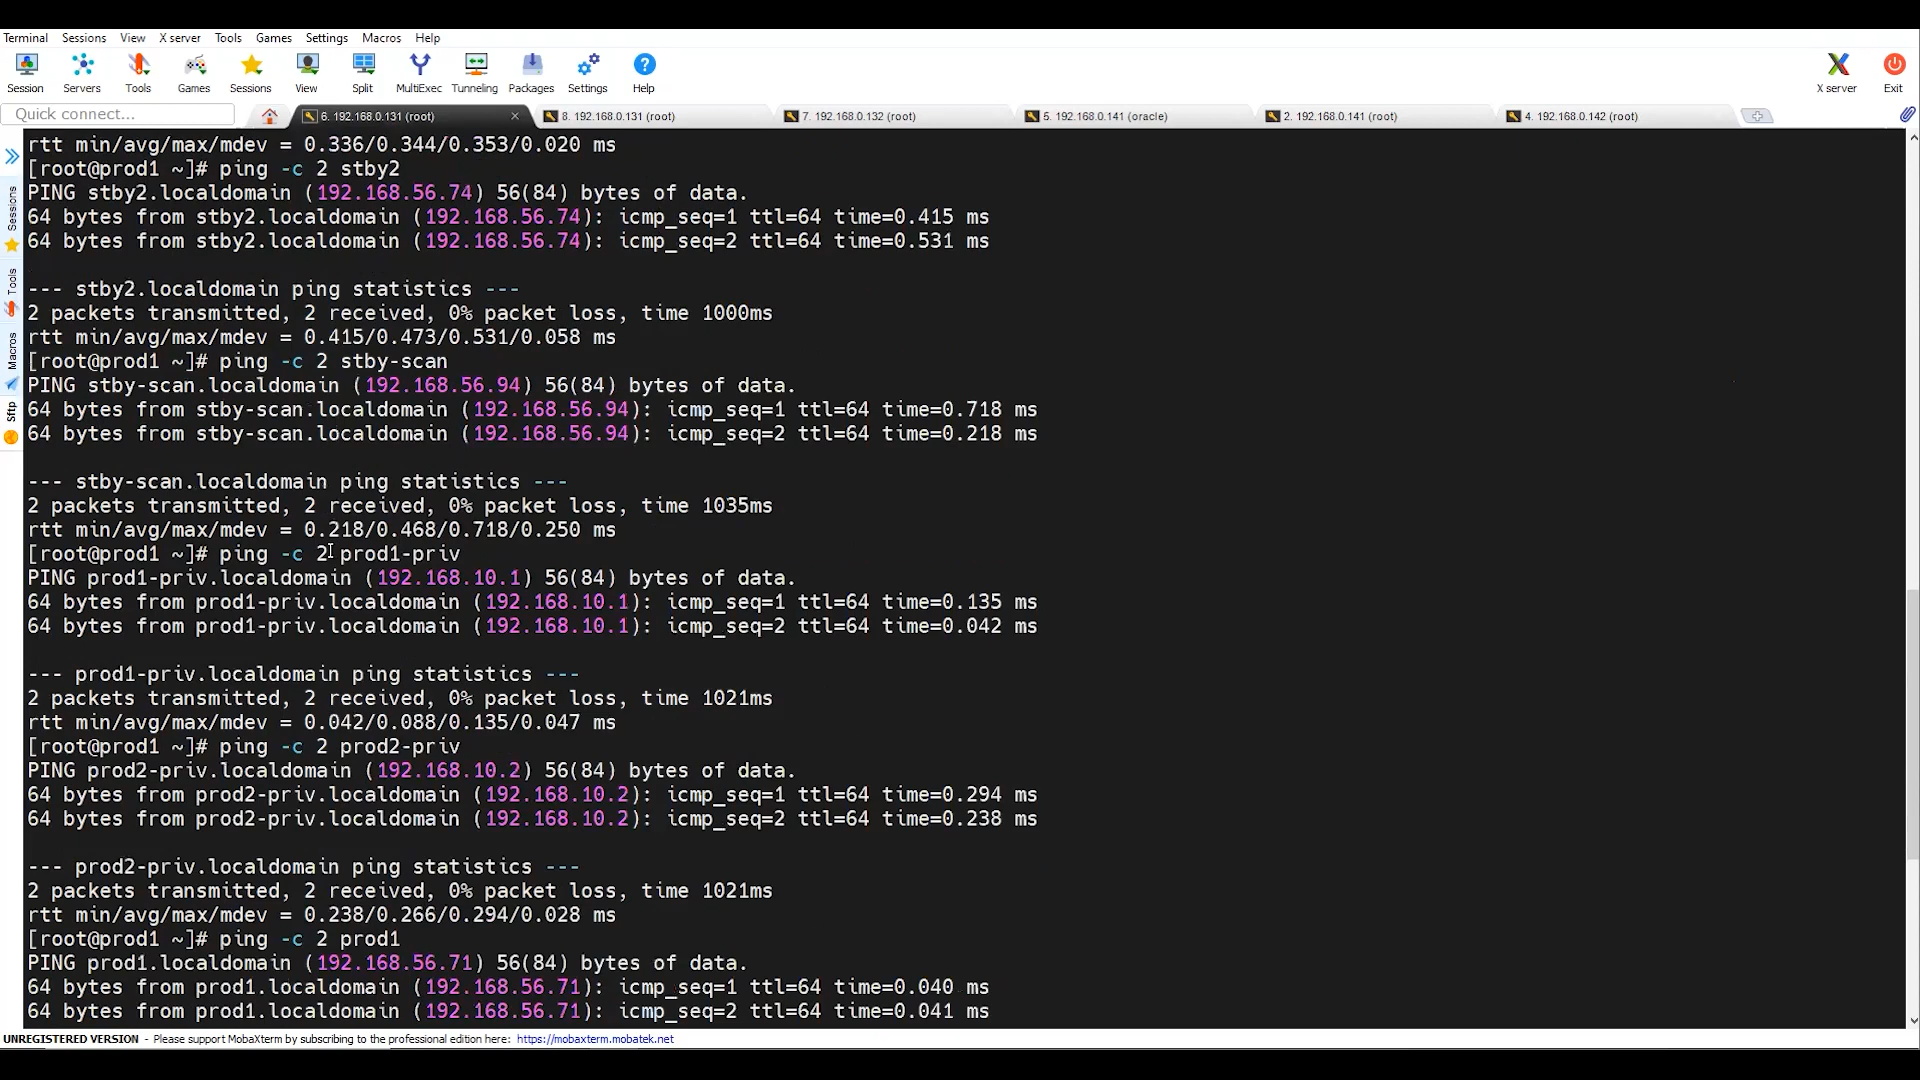 Terminal Sessions View X server Tools Games Settings Macros Help
Session Servers Tools Games Sessions View Split MultiExec Tunneling Packages Settings Help X server Exit
Quick connect... 6. 192.168.0.131 (root) 8. 192.168.0.131 (root) 7. 192.168.0.132 (root) 5. 192.168.0.141 (oracle) 2. 192.168.0.141 (root) 4. 192.168.0.142 (root)
Sessions
Tools
Macros
Sftp
rtt min/avg/max/mdev = 0.336/0.344/0.353/0.020 ms
[root@prod1 ~]# ping -c 2 stby2
PING stby2.localdomain (192.168.56.74) 56(84) bytes of data.
64 bytes from stby2.localdomain (192.168.56.74): icmp_seq=1 ttl=64 time=0.415 ms
64 bytes from stby2.localdomain (192.168.56.74): icmp_seq=2 ttl=64 time=0.531 ms
--- stby2.localdomain ping statistics ---
2 packets transmitted, 2 received, 0% packet loss, time 1000ms
rtt min/avg/max/mdev = 0.415/0.473/0.531/0.058 ms
[root@prod1 ~]# ping -c 2 stby-scan
PING stby-scan.localdomain (192.168.56.94) 56(84) bytes of data.
64 bytes from stby-scan.localdomain (192.168.56.94): icmp_seq=1 ttl=64 time=0.718 ms
64 bytes from stby-scan.localdomain (192.168.56.94): icmp_seq=2 ttl=64 time=0.218 ms
--- stby-scan.localdomain ping statistics ---
2 packets transmitted, 2 received, 0% packet loss, time 1035ms
rtt min/avg/max/mdev = 0.218/0.468/0.718/0.250 ms
[root@prod1 ~]# ping -c 2 prod1-priv
PING prod1-priv.localdomain (192.168.10.1) 56(84) bytes of data.
64 bytes from prod1-priv.localdomain (192.168.10.1): icmp_seq=1 ttl=64 time=0.135 ms
64 bytes from prod1-priv.localdomain (192.168.10.1): icmp_seq=2 ttl=64 time=0.042 ms
--- prod1-priv.localdomain ping statistics ---
2 packets transmitted, 2 received, 0% packet loss, time 1021ms
rtt min/avg/max/mdev = 0.042/0.088/0.135/0.047 ms
[root@prod1 ~]# ping -c 2 prod2-priv
PING prod2-priv.localdomain (192.168.10.2) 56(84) bytes of data.
64 bytes from prod2-priv.localdomain (192.168.10.2): icmp_seq=1 ttl=64 time=0.294 ms
64 bytes from prod2-priv.localdomain (192.168.10.2): icmp_seq=2 ttl=64 time=0.238 ms
--- prod2-priv.localdomain ping statistics ---
2 packets transmitted, 2 received, 0% packet loss, time 1021ms
rtt min/avg/max/mdev = 0.238/0.266/0.294/0.028 ms
[root@prod1 ~]# ping -c 2 prod1
PING prod1.localdomain (192.168.56.71) 56(84) bytes of data.
64 bytes from prod1.localdomain (192.168.56.71): icmp_seq=1 ttl=64 time=0.040 ms
64 bytes from prod1.localdomain (192.168.56.71): icmp_seq=2 ttl=64 time=0.041 ms
UNREGISTERED VERSION - Please support MobaXterm by subscribing to the professional edition here: https://mobaxterm.mobatek.net